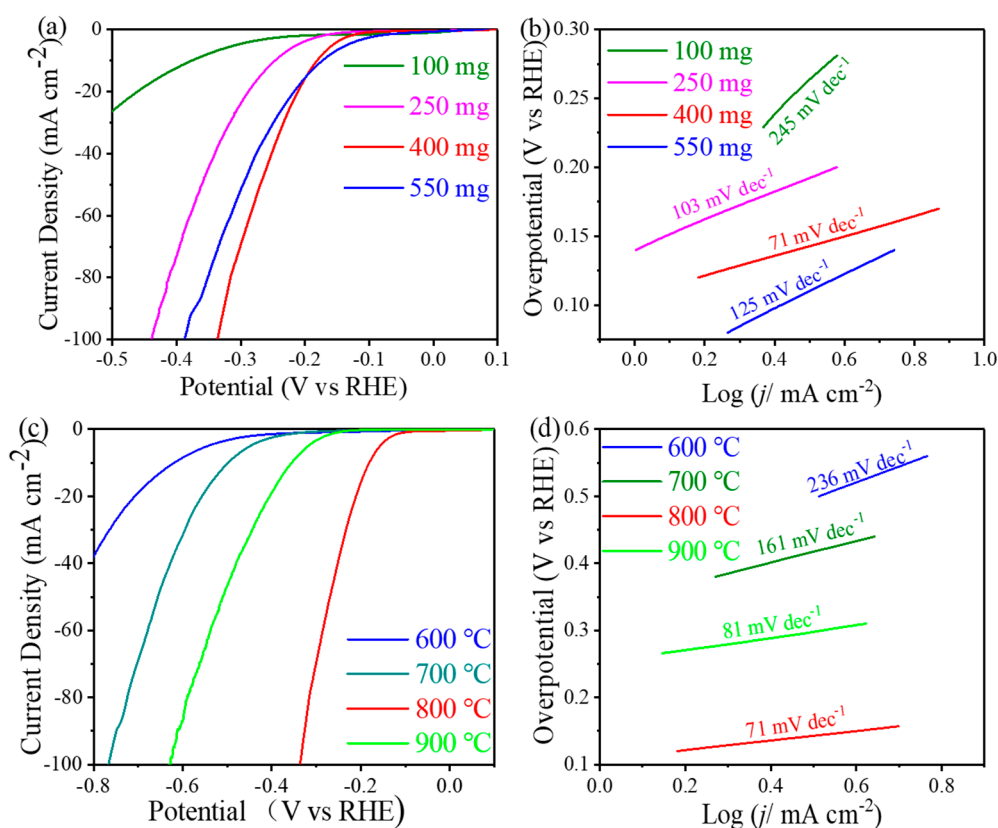 (a)
0
-20
-40
-60
-80
-100
Current Density (mA cm-2)
100 mg
250 mg
400 mg
550 mg
-0.5
-0.4
-0.3
-0.2
-0.1
0.0
0.1
Potential (V vs RHE)
(b)
0.30
0.25
0.20
0.15
0.10
Overpotential (V vs RHE)
100 mg
250 mg
400 mg
550 mg
245 mV dec-1
103 mV dec-1
71 mV dec-1
125 mV dec-1
0.0
0.2
0.4
0.6
0.8
1.0
Log (j/ mA cm-2)
(c)
0
-20
-40
-60
-80
-100
Current Density (mA cm-2)
600 °C
700 °C
800 °C
900 °C
-0.8
-0.6
-0.4
-0.2
0.0
Potential （V vs RHE)
(d)
0.6
0.5
0.4
0.3
0.2
0.1
Overpotential (V vs RHE)
600 °C
700 °C
800 °C
900 °C
236 mV dec-1
161 mV dec-1
81 mV dec-1
71 mV dec-1
0.0
0.2
0.4
0.6
0.8
Log (j/ mA cm-2)